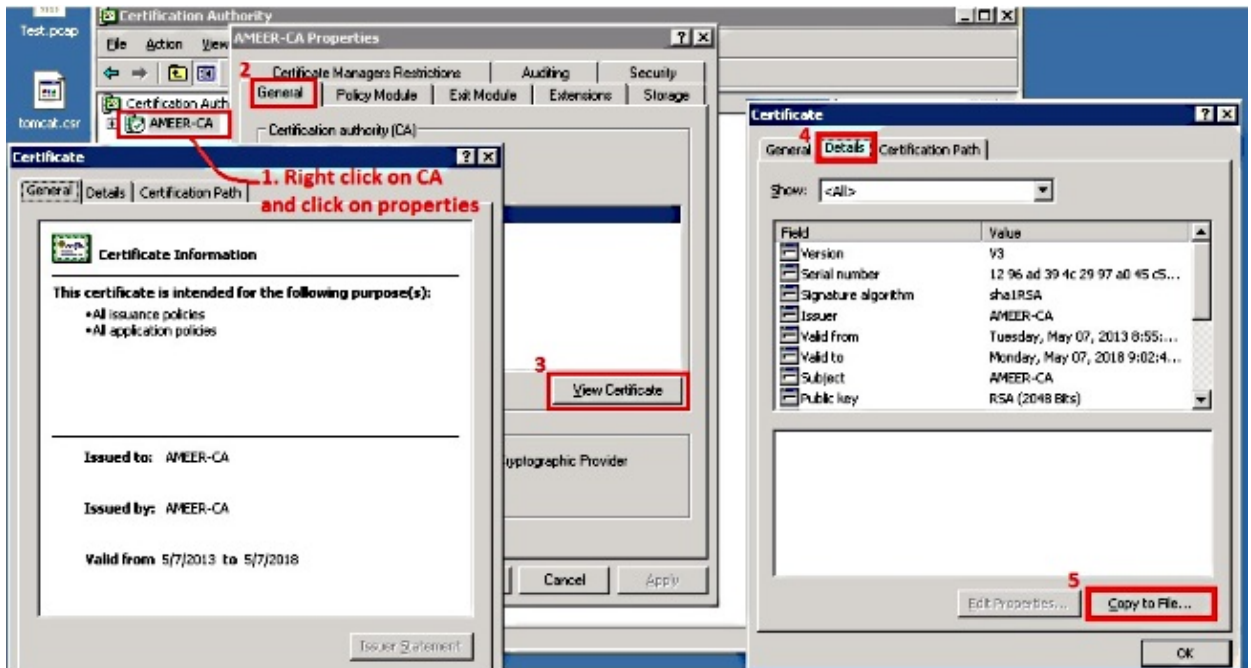 Test.pcap
tomcat.csr
Certification Authority
File Action View
Certification Auth
AMEER-CA
1. Right click on CA
and click on properties
AMEER-CA Properties
2
Certificate Managers Restrictions Auditing Security
General Policy Module Exit Module Extensions Storage
Certification authority (CA)
3
View Certificate
ryptographic Provider
Cancel Apply
Certificate
General Details Certification Path
Certificate Information
This certificate is intended for the following purpose(s):
•All issuance policies
•All application policies
Issued to: AMEER-CA
Issued by: AMEER-CA
Valid from 5/7/2013 to 5/7/2018
Issuer Statement
Certificate
4
General Details Certification Path
Show: <All>
Field Value
Version V3
Serial number 12 96 ad 39 4c 29 97 a0 45 c5...
Signature algorithm sha1RSA
Issuer AMEER-CA
Valid from Tuesday, May 07, 2013 8:55:...
Valid to Monday, May 07, 2018 9:02:4...
Subject AMEER-CA
Public key RSA (2048 Bits)
5
Edit Properties... Copy to File...
OK